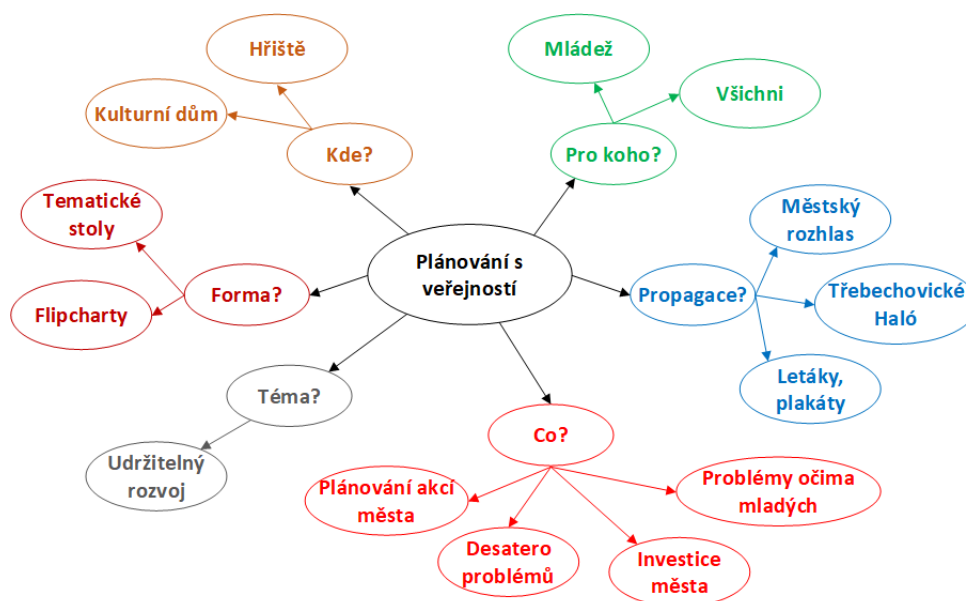 Hřiště
Kulturní dům
Kde?
Mládež
Všichni
Pro koho?
Tematické
stoly
Flipcharty
Forma?
Plánování s
veřejností
Propagace?
Městský
rozhlas
Třebechovické
Haló
Letáky,
plakáty
Téma?
Udržitelný
rozvoj
Co?
Plánování akcí
města
Desatero
problémů
Investice
města
Problémy očima
mladých